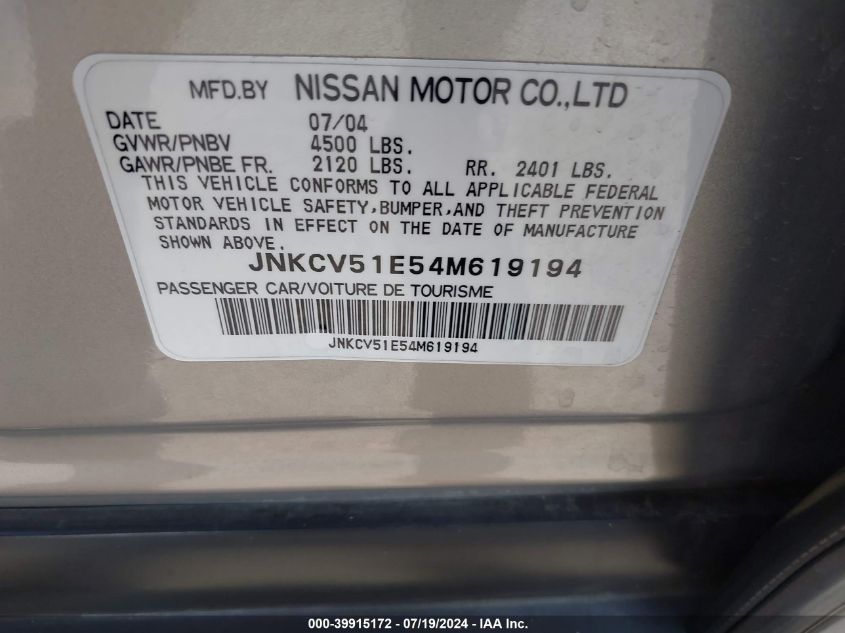 MFD.BY NISSAN MOTOR CO.,LTD
DATE 07/04
GVWR/PNBV 4500 LBS.
GAWR/PNBE FR. 2120 LBS. RR. 2401 LBS.
THIS VEHICLE CONFORMS TO ALL APPLICABLE FEDERAL
MOTOR VEHICLE SAFETY,BUMPER,AND THEFT PREVENTION
STANDARDS IN EFFECT ON THE DATE OF MANUFACTURE
SHOWN ABOVE.
JNKCV51E54M619194
PASSENGER CAR/VOITURE DE TOURISME
JNKCV51E54M619194
000-39915172 - 07/19/2024 - IAA Inc.